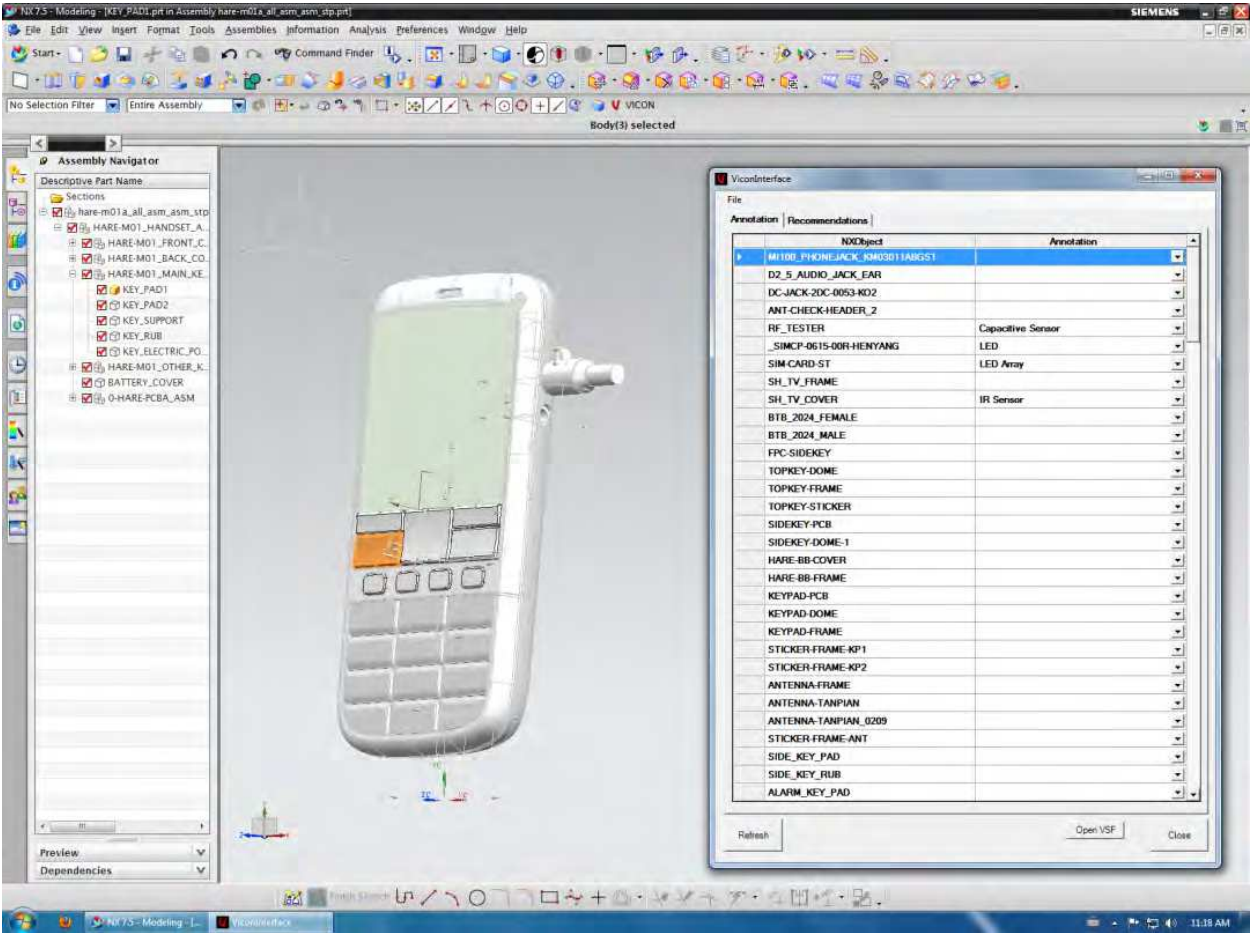 NX 7.5 - Modeling - [KEY_PAD1.prt in Assembly hare-m01a_all_asm_asm_stp.prt]
SIEMENS
File Edit View Insert Format Tools Assemblies Information Analysis Preferences Window Help
Start- Command Finder
No Selection Filter Entire Assembly VICON
Body(3) selected
Assembly Navigator
Descriptive Part Name
Sections
hare-m01a_all_asm_asm_stp
HARE-M01_HANDSET_A...
HARE-M01_FRONT_C...
HARE-M01_BACK_CO...
HARE-M01_MAIN_KE...
KEY_PAD1
KEY_PAD2
KEY_SUPPORT
KEY_RUB
KEY_ELECTRIC_PO...
HARE-M01_OTHER_K...
BATTERY_COVER
0-HARE-PCBA_ASM
Preview
Dependencies
ViconInterface
File
Annotation Recommendations
NXObject Annotation
MI100_PHONEJACK_KM03011ABGS1
D2_5_AUDIO_JACK_EAR
DC-JACK-2DC-0053-KO2
ANT-CHECK-HEADER_2
RF_TESTER Capacitive Sensor
_SIMCP-0615-00R-HENYANG LED
SIM-CARD-ST LED Array
SH_TV_FRAME
SH_TV_COVER IR Sensor
BTB_2024_FEMALE
BTB_2024_MALE
FPC-SIDEKEY
TOPKEY-DOME
TOPKEY-FRAME
TOPKEY-STICKER
SIDEKEY-PCB
SIDEKEY-DOME-1
HARE-BB-COVER
HARE-BB-FRAME
KEYPAD-PCB
KEYPAD-DOME
KEYPAD-FRAME
STICKER-FRAME-KP1
STICKER-FRAME-KP2
ANTENNA-FRAME
ANTENNA-TANPIAN
ANTENNA-TANPIAN_0209
STICKER-FRAME-ANT
SIDE_KEY_PAD
SIDE_KEY_RUB
ALARM_KEY_PAD
Refresh Open VSF Close
Finish Sketch
NX 7.5 - Modeling - [... ViconInterface 11:18 AM